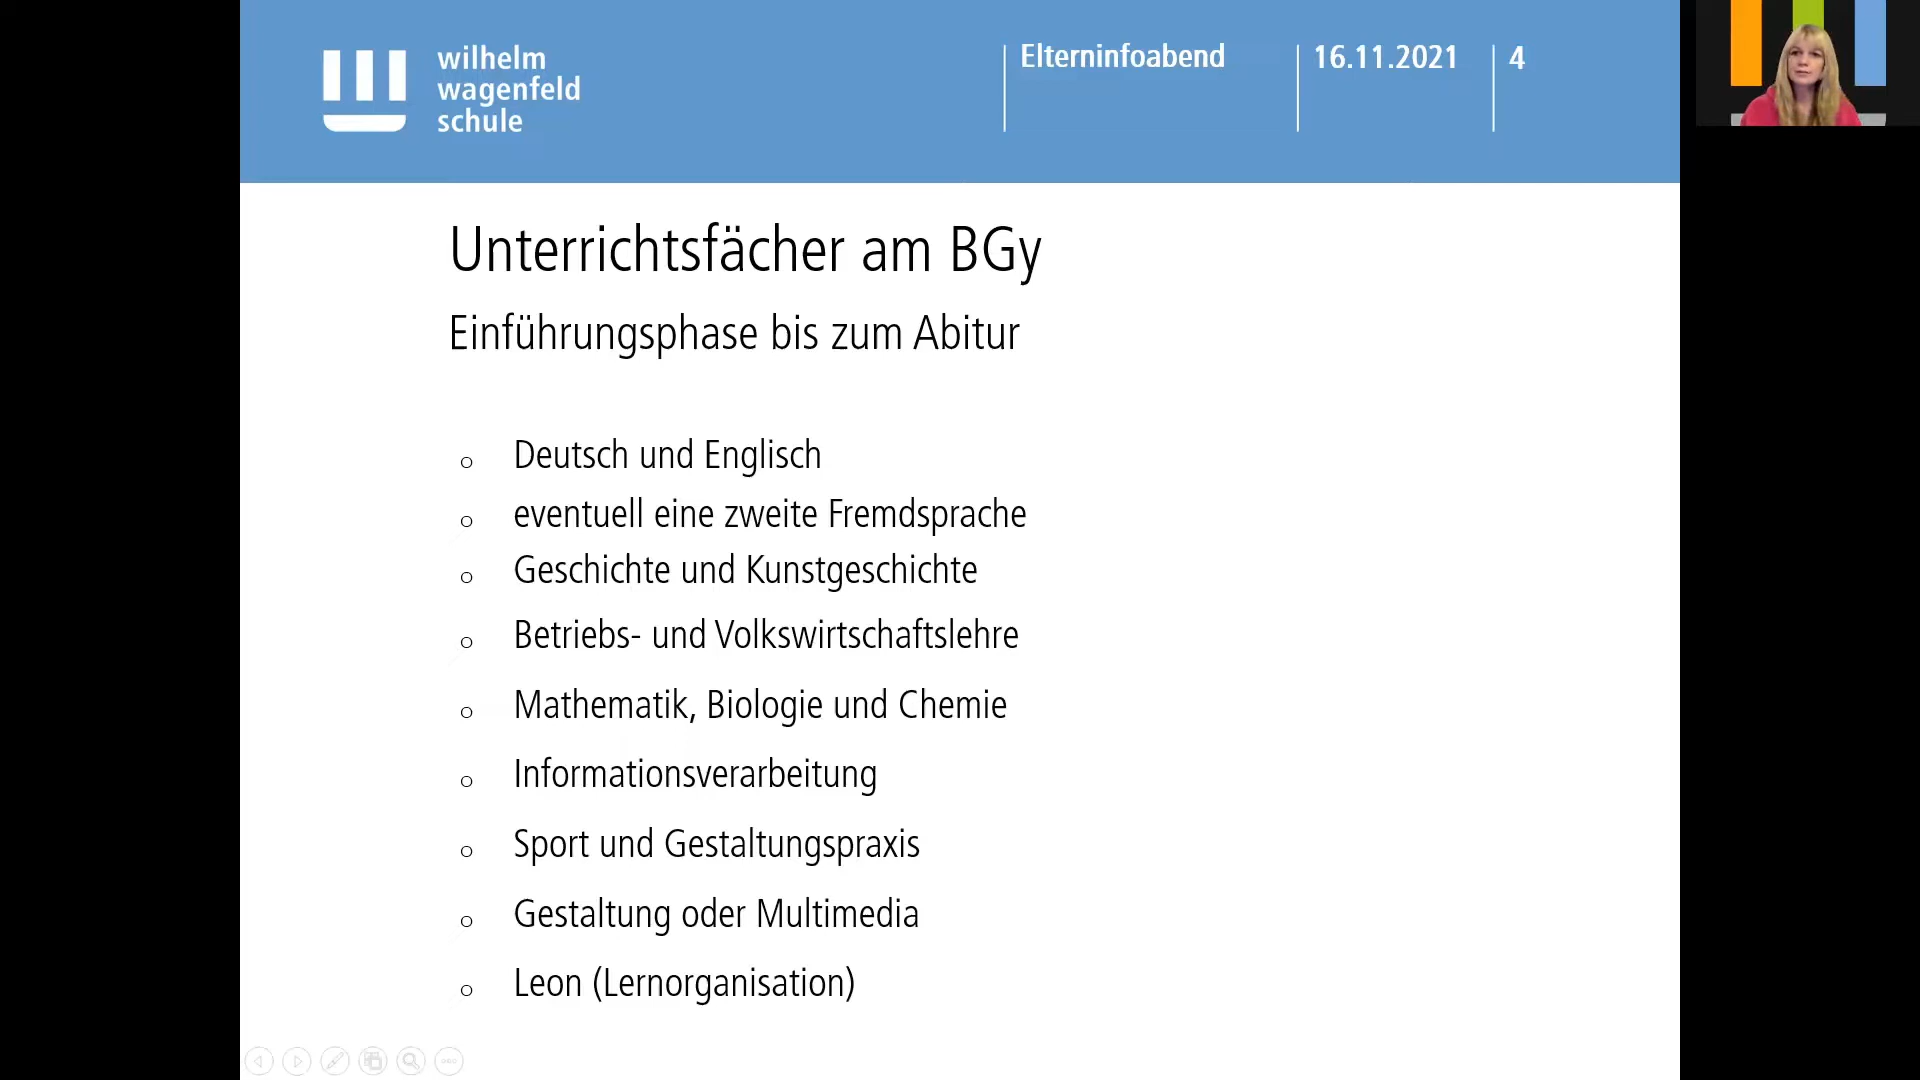 wilhelm
wagenfeld
schule
Elterninfoabend
16.11.2021
4
Unterrichtsfächer am BGy
Einführungsphase bis zum Abitur
o Deutsch und Englisch
o eventuell eine zweite Fremdsprache
o Geschichte und Kunstgeschichte
o Betriebs- und Volkswirtschaftslehre
o Mathematik, Biologie und Chemie
o Informationsverarbeitung
o Sport und Gestaltungspraxis
o Gestaltung oder Multimedia
o Leon (Lernorganisation)